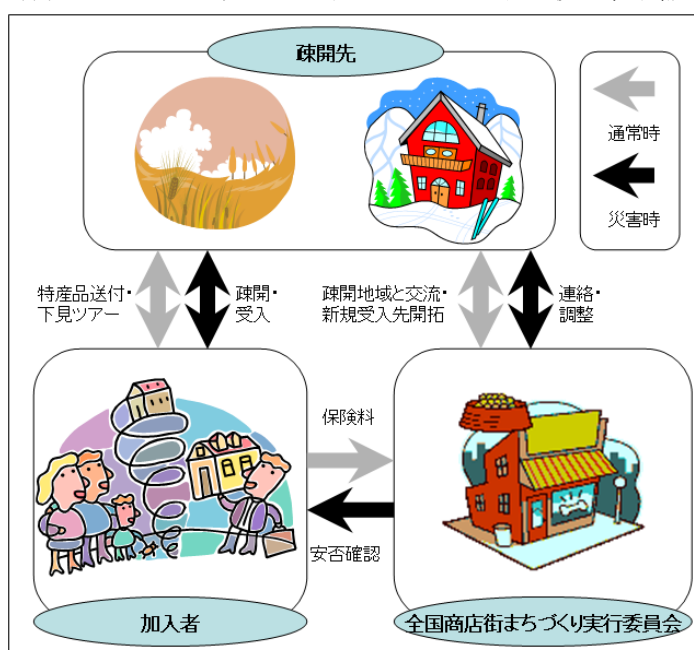 疎開先
通常時
災害時
特産品送付・
下見ツアー
疎開・
受入
疎開地域と交流・
新規受入先開拓
連絡・
調整
保険料
安否確認
加入者
全国商店街まちづくり実行委員会